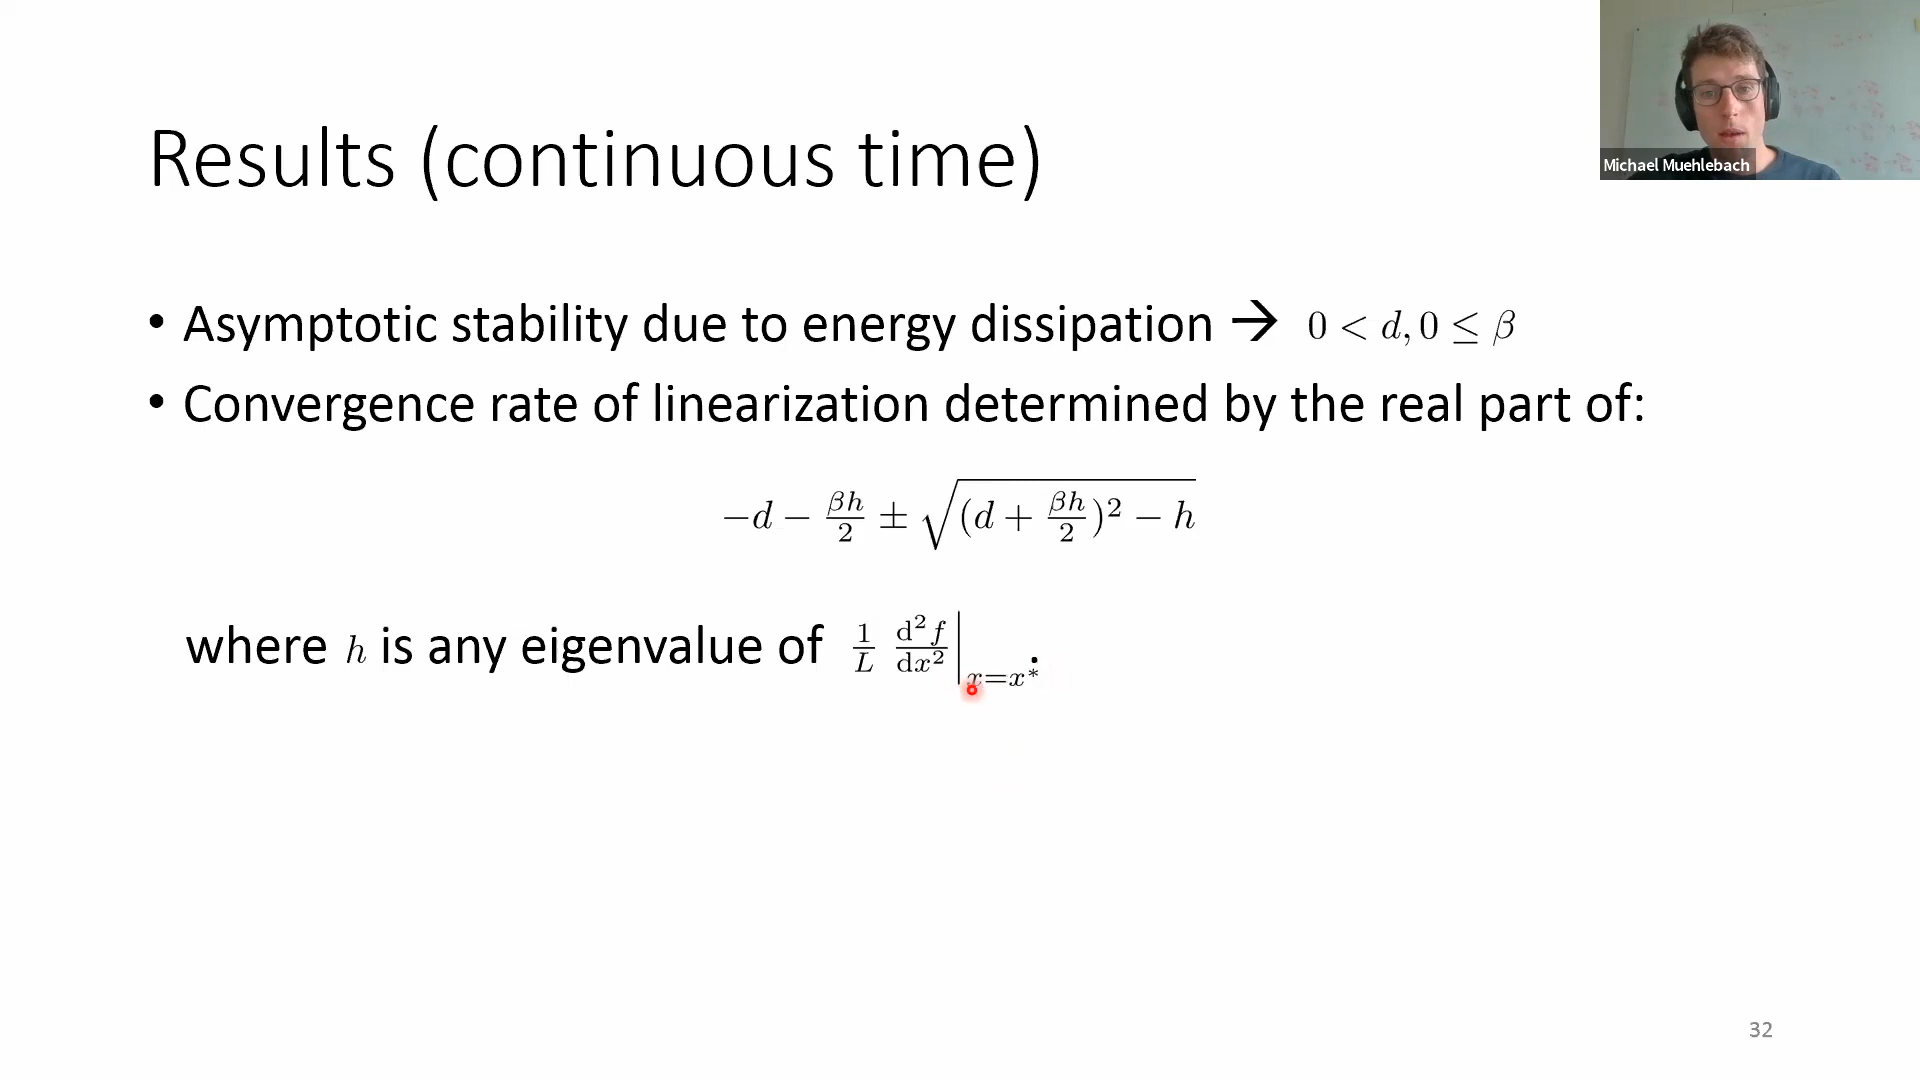 Michael Muehlebach
Results (continuous time)
• Asymptotic stability due to energy dissipation → 0 < d, 0 ≤ β
• Convergence rate of linearization determined by the real part of:
−d − βh/2 ± √((d + βh/2)² − h)
where h is any eigenvalue of 1/L d²f/dx²|x=x* .
32